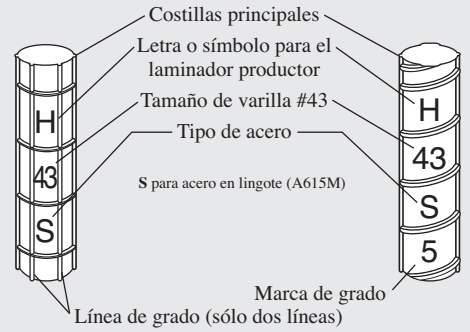 Costillas principales
Letra o símbolo para el
laminador productor
H
H
Tamaño de varilla #43
43
43
Tipo de acero
S para acero en lingote (A615M)
S
S
5
Marca de grado
Línea de grado (sólo dos líneas)